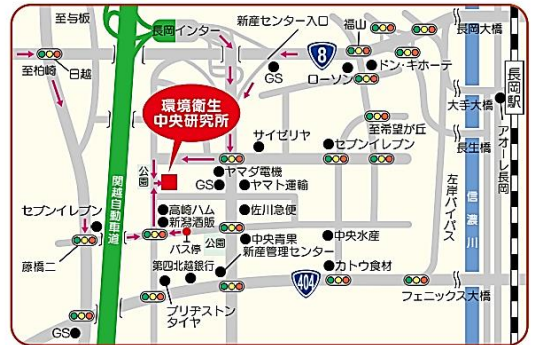 至与板
長岡インター
新産センター入口
福山
長岡大橋
8
至柏崎
日越
GS
ローソン
ドン・キホーテ
長岡駅
環境衛生
中央研究所
大手大橋
サイゼリヤ
至希望が丘
セブンイレブン
長生橋
アオーレ長岡
公園
ヤマダ電機
GS
ヤマト運輸
関越自動車道
左岸バイパス
信濃川
セブンイレブン
高崎ハム
新潟酒販
佐川急便
バス停
公園
中央青果
中央水産
藤橋二
新産管理センター
第四北越銀行
カトウ食材
404
フェニックス大橋
ブリヂストン
タイヤ
GS